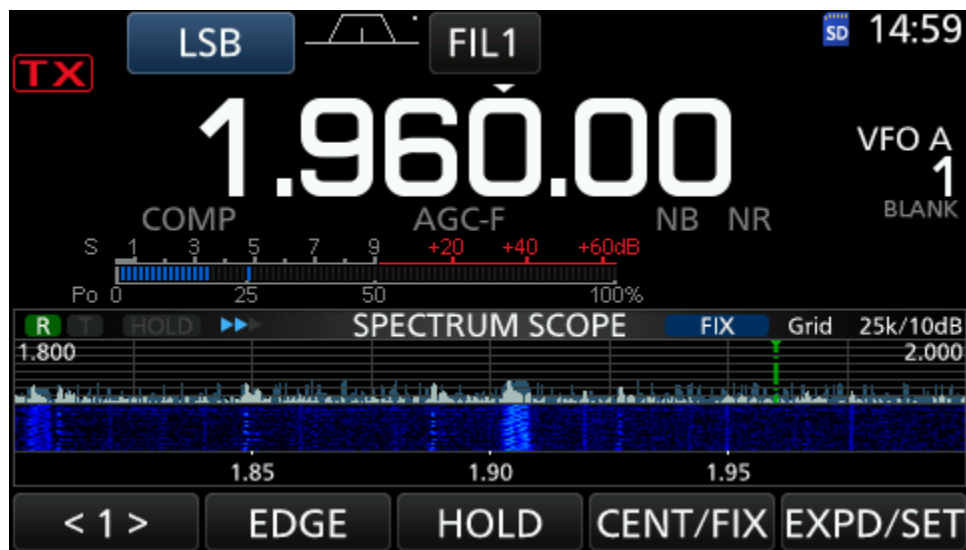 LSB FIL1 SD 14:59
TX
1.960.00 VFO A
1
COMP AGC-F NB NR BLANK
S 1 3 5 7 9 +20 +40 +60dB
Po 0 25 50 100%
R T HOLD SPECTRUM SCOPE FIX Grid 25k/10dB
1.800 2.000
1.85 1.90 1.95
< 1 > EDGE HOLD CENT/FIX EXPD/SET